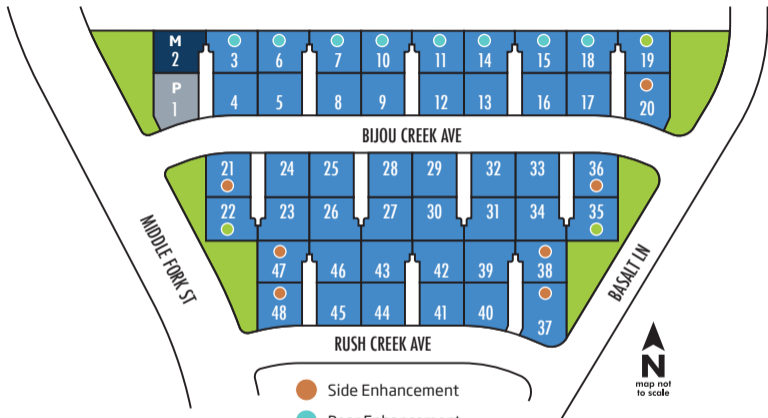 M
2 3 6 7 10 11 14 15 18 19
P
1 4 5 8 9 12 13 16 17 20
BIJOU CREEK AVE
21 24 25 28 29 32 33 36
22 23 26 27 30 31 34 35
MIDDLE FORK ST
BASALT LN
47 46 43 42 39 38
48 45 44 41 40 37
RUSH CREEK AVE
N
map not
to scale
Side Enhancement
Rear Enhancement